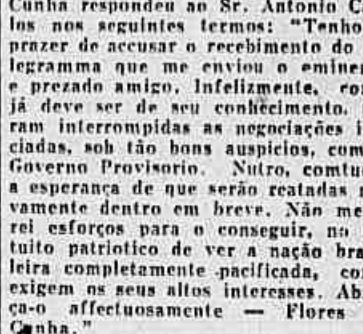 Cunha respondeu ao Sr. Antonio C
los nos seguintes termos: "Tenho
prazer de accusar o recebimento do
legramma que me enviou o emine
e prezado amigo. Infelizmente, co
já deve ser de seu conhecimento,
ram interrompidas as negociações i
ciadas, sob tão bons auspicios, com
Governo Provisorio. Nutro, comtu
a esperança de que serão reatadas
vamente dentro em breve. Não me
rei esforços para o conseguir, no
tuito patriotico de ver a nação bra
leira completamente pacificada, co
exigem os seus altos interesses. Ab
ça-o affectuosamente — Flores
Cunha."